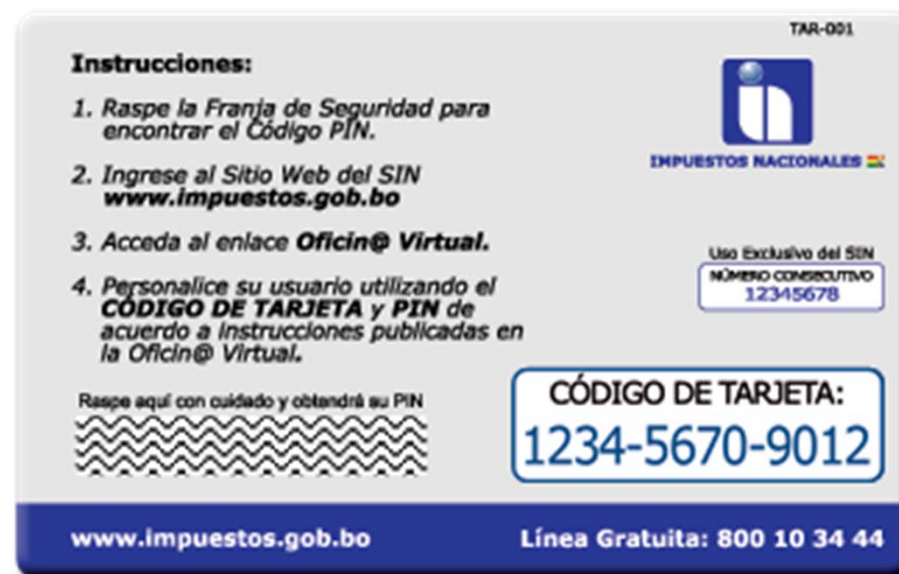 TAR-001
Instrucciones:
1. Raspe la Franja de Seguridad para
encontrar el Código PIN.
2. Ingrese al Sitio Web del SIN
www.impuestos.gob.bo
3. Acceda al enlace Oficin@ Virtual.
4. Personalice su usuario utilizando el
CÓDIGO DE TARJETA y PIN de
acuerdo a instrucciones publicadas en
la Oficin@ Virtual.
Raspe aquí con cuidado y obtendrá su PIN
IMPUESTOS NACIONALES
Uso Exclusivo del SIN
NÚMERO CONSECUTIVO
12345678
CÓDIGO DE TARJETA:
1234-5670-9012
www.impuestos.gob.bo
Línea Gratuita: 800 10 34 44